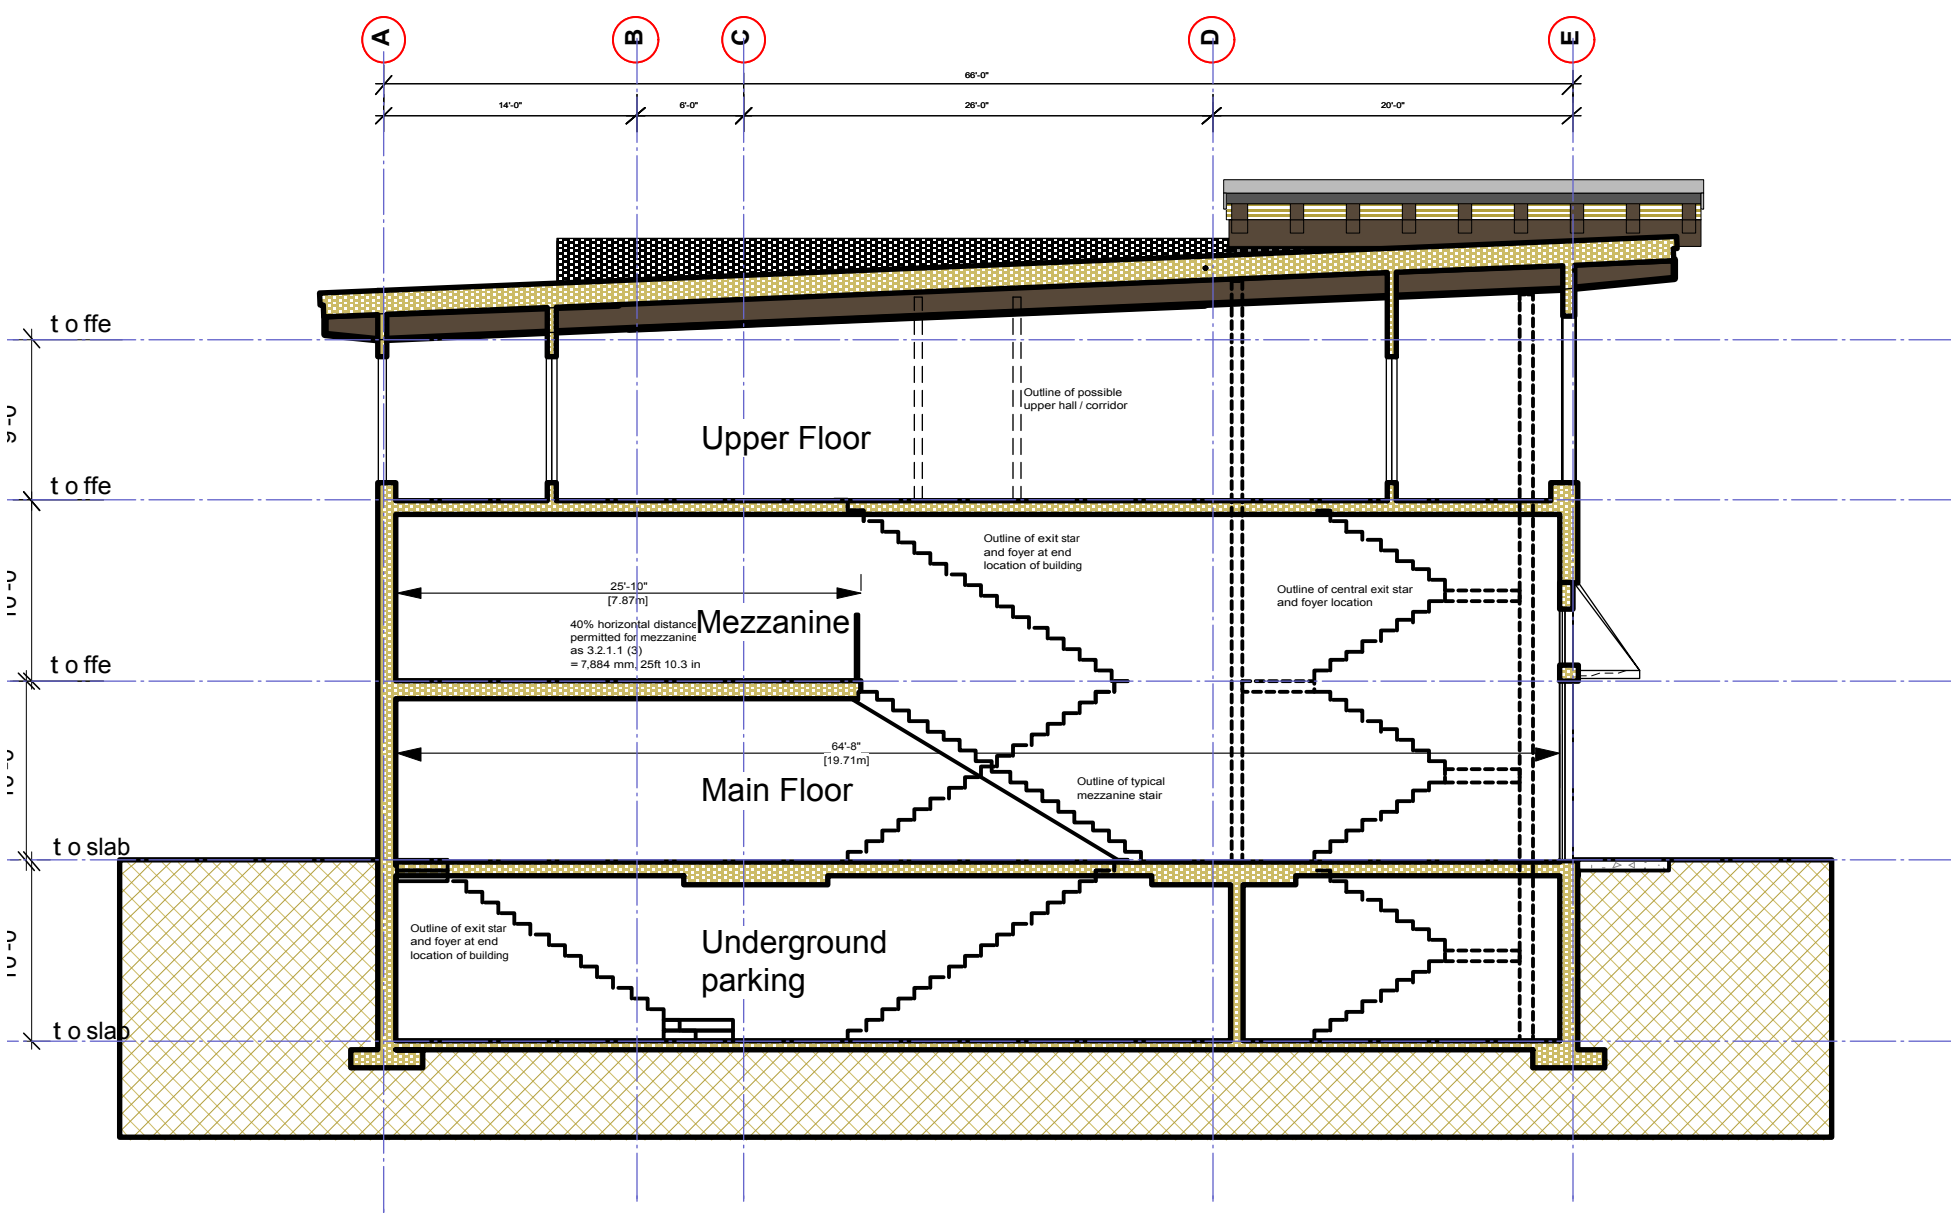 A
B
C
D
E
66'-0"
14'-0"
6'-0"
26'-0"
20'-0"
t o ffe
Outline of possible
upper hall / corridor
Upper Floor
t o ffe
Outline of exit star
and foyer at end
location of building
25'-10"
[7.87m]
Outline of central exit star
and foyer location
Mezzanine
40% horizontal distance
permitted for mezzanine
as 3.2.1.1 (3)
= 7,884 mm, 25ft 10.3 in
t o ffe
64'-8"
[19.71m]
Main Floor
Outline of typical
mezzanine stair
t o slab
Outline of exit star
and foyer at end
location of building
Underground
parking
t o slab